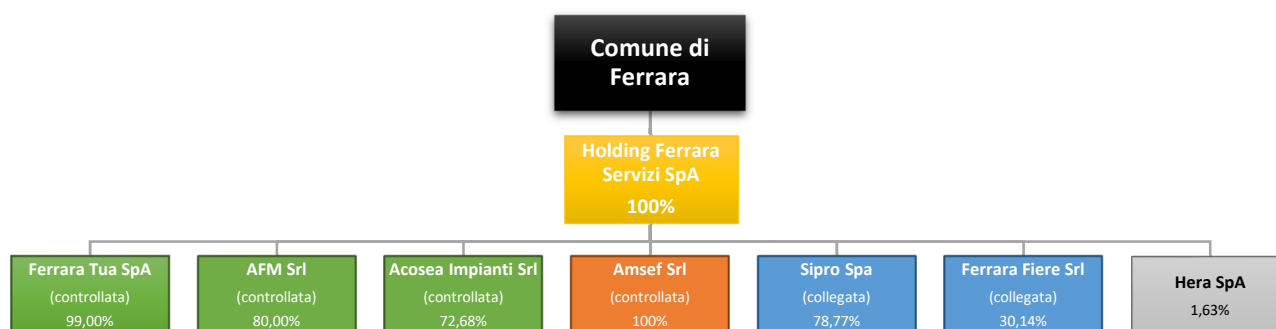 Comune di
Ferrara
Holding Ferrara
Servizi SpA
100%
Ferrara Tua SpA
(controllata)
99,00%
AFM Srl
(controllata)
80,00%
Acosea Impianti Srl
(controllata)
72,68%
Amsef Srl
(controllata)
100%
Sipro Spa
(collegata)
78,77%
Ferrara Fiere Srl
(collegata)
30,14%
Hera SpA
1,63%